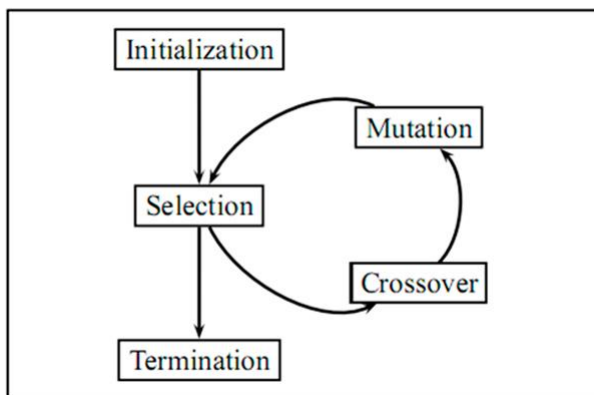 Initialization
Mutation
Selection
Crossover
Termination